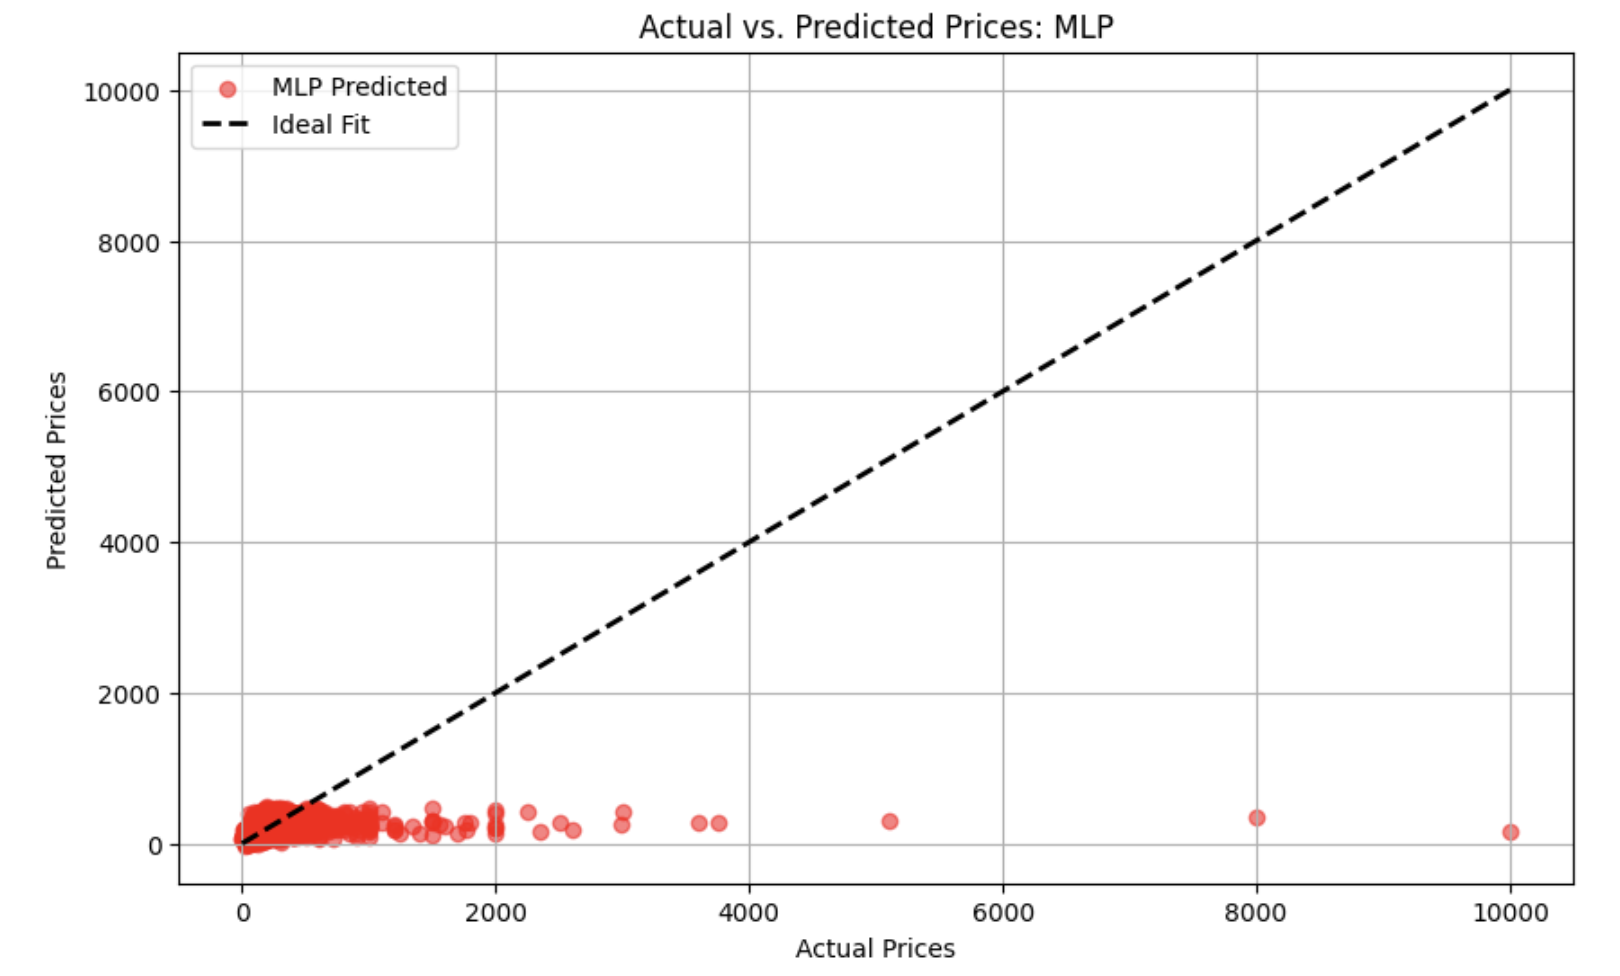 Actual vs. Predicted Prices: MLP
MLP Predicted
Ideal Fit
10000
8000
6000
4000
2000
0
Predicted Prices
0 2000 4000 6000 8000 10000
Actual Prices